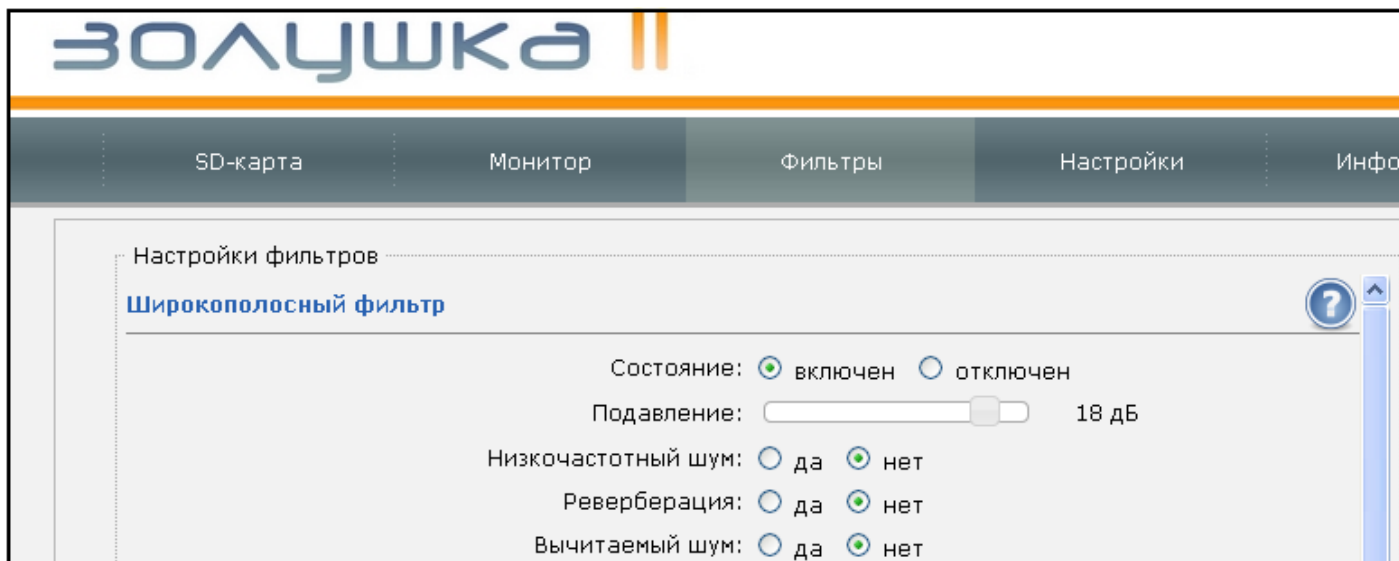 золушка II
SD-карта Монитор Фильтры Настройки Инфо
Настройки фильтров
Широкополосный фильтр
?
Состояние: включен отключен
Подавление: 18 дБ
Низкочастотный шум: да нет
Реверберация: да нет
Вычитаемый шум: да нет